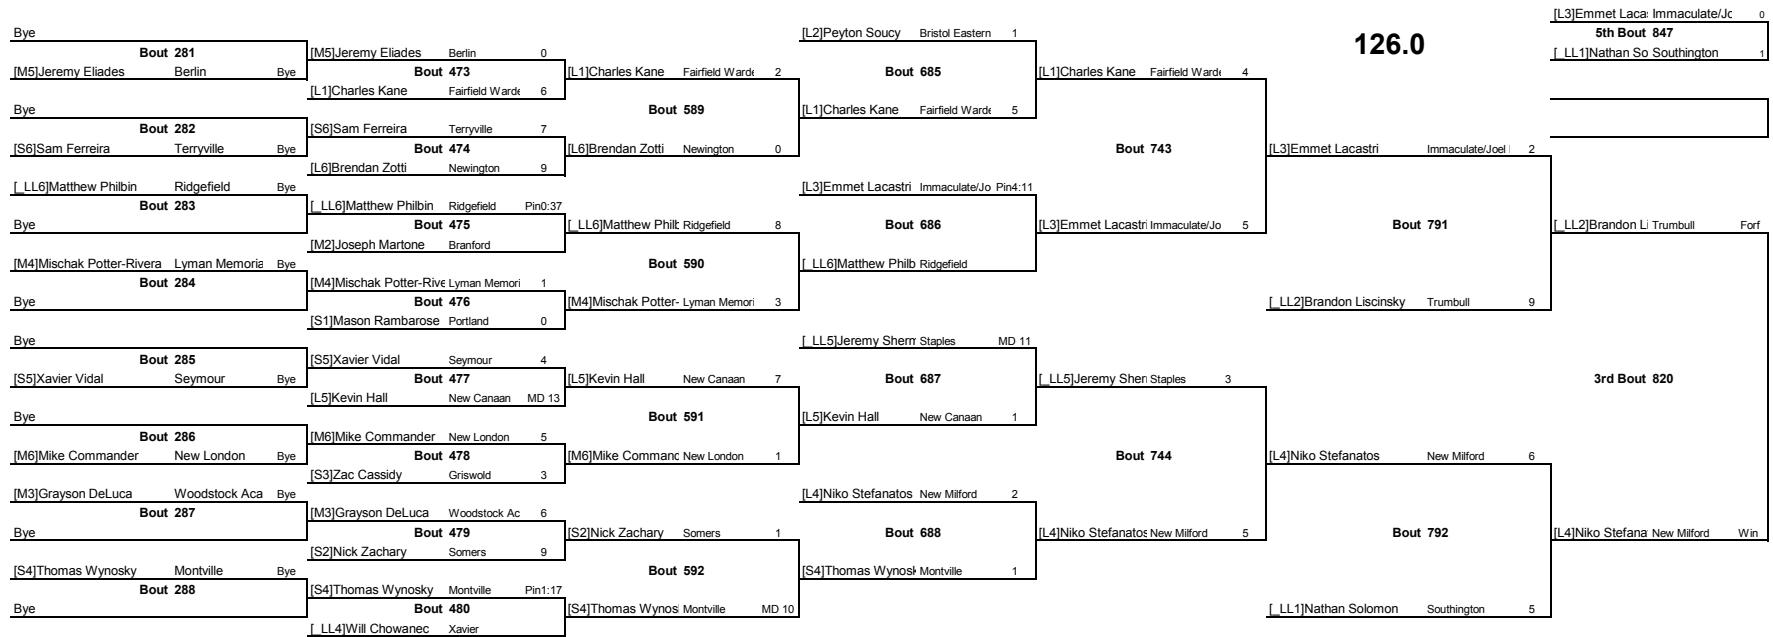 [L3]Emmet Laca: Immaculate/Jc 0
Bye [L2]Peyton Soucy Bristol Eastern 1 126.0 5th Bout 847
Bout 281 [M5]Jeremy Eliades Berlin 0 [_LL1]Nathan So Southington 1
[M5]Jeremy Eliades Berlin Bye Bout 473 [L1]Charles Kane Fairfield Warde 2 Bout 685 [L1]Charles Kane Fairfield Warde 4
[L1]Charles Kane Fairfield Warde 6
Bye Bout 589 [L1]Charles Kane Fairfield Warde 5
Bout 282 [S6]Sam Ferreira Terryville 7
[S6]Sam Ferreira Terryville Bye Bout 474 [L6]Brendan Zotti Newington 0 Bout 743 [L3]Emmet Lacastri Immaculate/Joel 2
[L6]Brendan Zotti Newington 9
[_LL6]Matthew Philbin Ridgefield Bye [L3]Emmet Lacastri Immaculate/Jo Pin4:11
Bout 283 [_LL6]Matthew Philbin Ridgefield Pin0:37
Bye Bout 475 [_LL6]Matthew Philb Ridgefield 8 Bout 686 [L3]Emmet Lacastri Immaculate/Jo 5 Bout 791 [_LL2]Brandon Li Trumbull Forf
[M2]Joseph Martone Branford
[M4]Mischak Potter-Rivera Lyman Memoria Bye Bout 590 [_LL6]Matthew Philb Ridgefield
Bout 284 [M4]Mischak Potter-Rive Lyman Memori 1
Bye Bout 476 [M4]Mischak Potter- Lyman Memori 3 [_LL2]Brandon Liscinsky Trumbull 9
[S1]Mason Rambarose Portland 0
Bye [_LL5]Jeremy Sherm Staples MD 11
Bout 285 [S5]Xavier Vidal Seymour 4
[S5]Xavier Vidal Seymour Bye Bout 477 [L5]Kevin Hall New Canaan 7 Bout 687 [_LL5]Jeremy Sher Staples 3 3rd Bout 820
[L5]Kevin Hall New Canaan MD 13
Bye Bout 591 [L5]Kevin Hall New Canaan 1
Bout 286 [M6]Mike Commander New London 5
[M6]Mike Commander New London Bye Bout 478 [M6]Mike Commanc New London 1 Bout 744 [L4]Niko Stefanatos New Milford 6
[S3]Zac Cassidy Griswold 3
[M3]Grayson DeLuca Woodstock Aca Bye [L4]Niko Stefanatos New Milford 2
Bout 287 [M3]Grayson DeLuca Woodstock Ac 6
Bye Bout 479 [S2]Nick Zachary Somers 1 Bout 688 [L4]Niko Stefanatos New Milford 5 Bout 792 [L4]Niko Stefana New Milford Win
[S2]Nick Zachary Somers 9
[S4]Thomas Wynosky Montville Bye Bout 592 [S4]Thomas Wynosk Montville 1
Bout 288 [S4]Thomas Wynosky Montville Pin1:17
Bye Bout 480 [S4]Thomas Wynos Montville MD 10 [_LL1]Nathan Solomon Southington 5
[_LL4]Will Chowanec Xavier